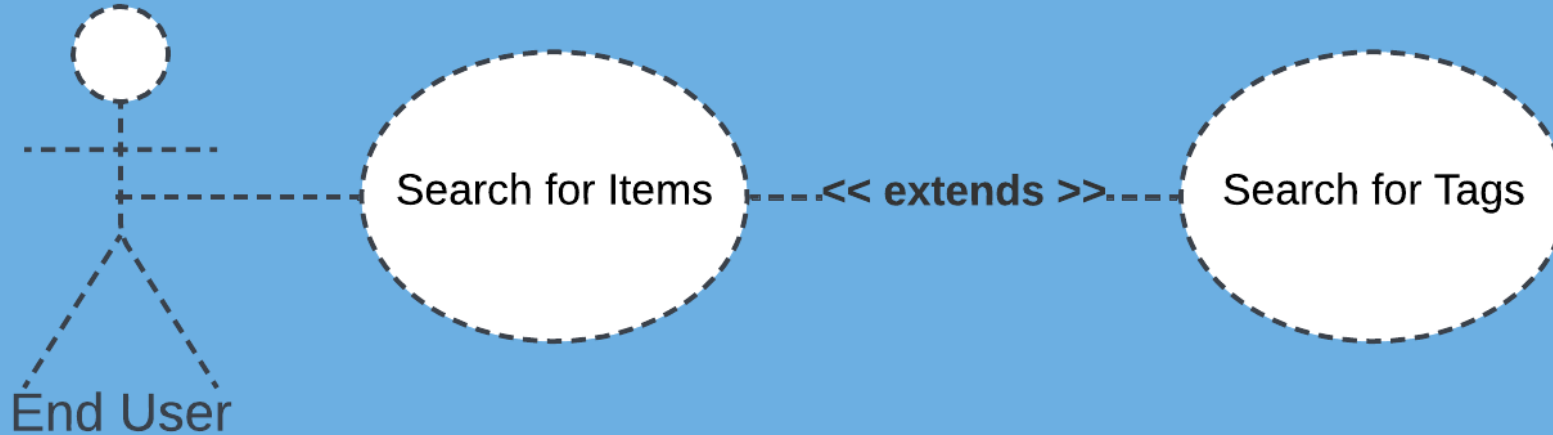 Search for Items
<< extends >>
Search for Tags
End User